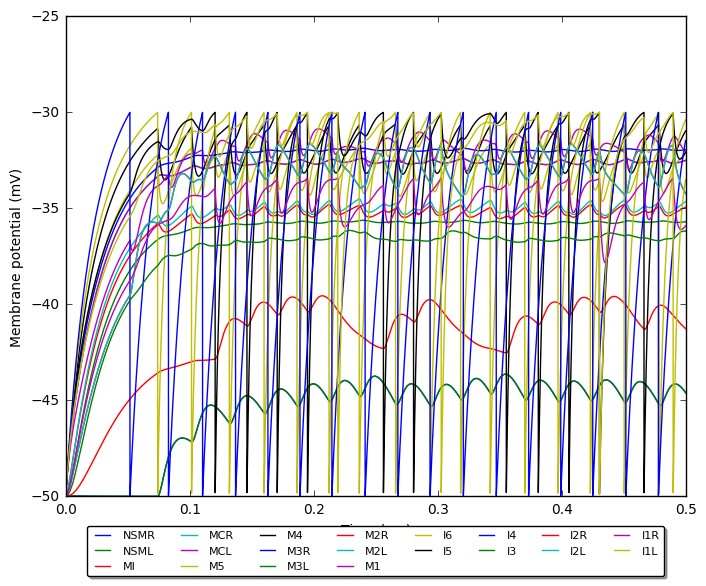 −25
−30
−35
−40
−45
−50
Membrane potential (mV)
0.0 0.1 0.2 0.3 0.4 0.5
NSMR MCR M4 M2R I6 I4 I2R I1R
NSML MCL M3R M2L I5 I3 I2L I1L
MI M5 M3L M1